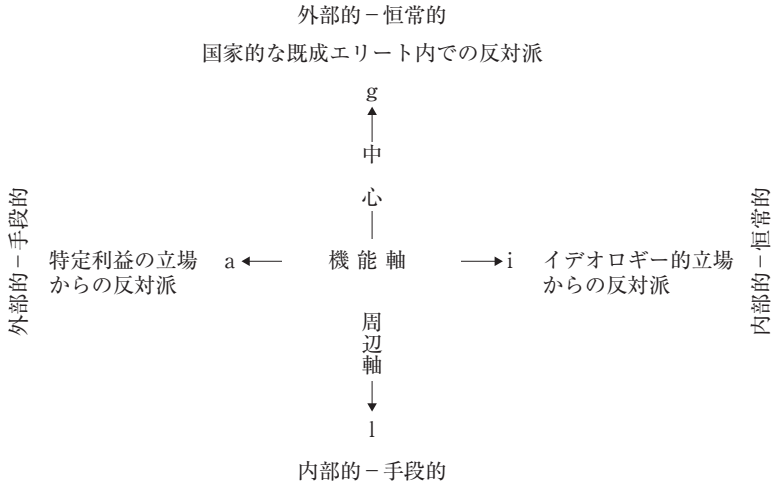 外部的－恒常的
国家的な既成エリート内での反対派
g
中心
外部的－手段的
特定利益の立場
からの反対派
a
機能軸
i
イデオロギー的立場
からの反対派
内部的－恒常的
周辺軸
l
内部的－手段的